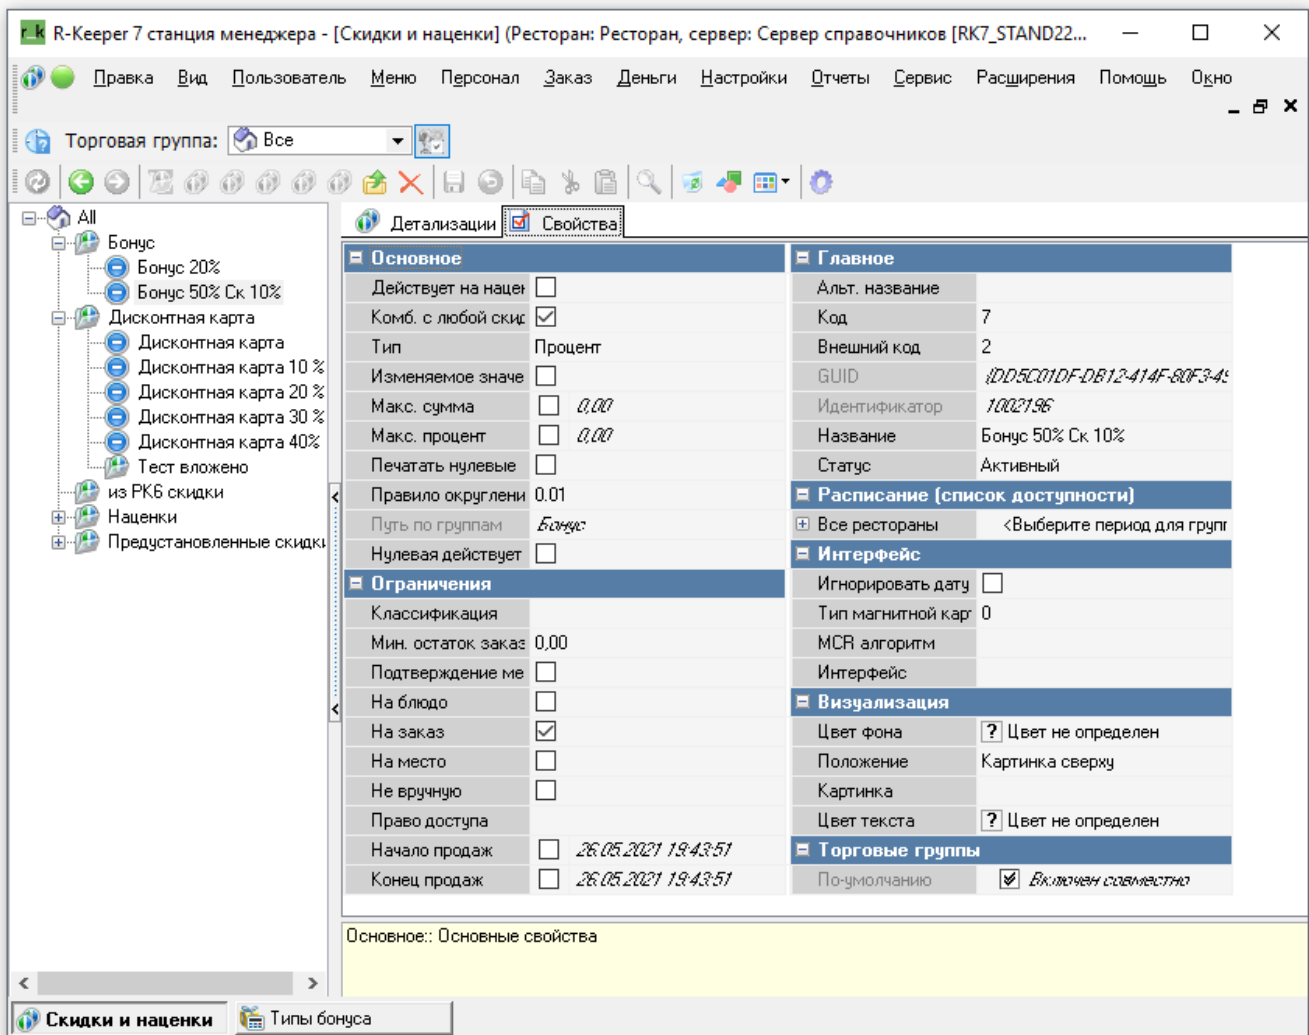 r_k R-Keeper 7 станция менеджера - [Скидки и наценки] (Ресторан: Ресторан, сервер: Сервер справочников [RK7_STAND22...
Правка Вид Пользователь Меню Персонал Заказ Деньги Настройки Отчеты Сервис Расширения Помощь Окно
Торговая группа: Все
All
Бонус
Бонус 20%
Бонус 50% Ск 10%
Дисконтная карта
Дисконтная карта
Дисконтная карта 10 %
Дисконтная карта 20 %
Дисконтная карта 30 %
Дисконтная карта 40%
Тест вложено
из РК6 скидки
Наценки
Предустановленные скидки
Детализации Свойства
Основное
Действует на нацен
Комб. с любой скид
Тип Процент
Изменяемое значе
Макс. сумма 0,00
Макс. процент 0,00
Печатать нулевые
Правило округлени 0.01
Путь по группам Бонус
Нулевая действует
Ограничения
Классификация
Мин. остаток заказ 0,00
Подтверждение ме
На блюдо
На заказ
На место
Не вручную
Право доступа
Начало продаж 26.05.2021 19:43:51
Конец продаж 26.05.2021 19:43:51
Главное
Альт. название
Код 7
Внешний код 2
GUID {DD5C01DF-DB12-414F-80F3-49
Идентификатор 1002196
Название Бонус 50% Ск 10%
Статус Активный
Расписание (список доступности)
Все рестораны <Выберите период для групп
Интерфейс
Игнорировать дату
Тип магнитной кар 0
MCR алгоритм
Интерфейс
Визуализация
Цвет фона ? Цвет не определен
Положение Картинка сверху
Картинка
Цвет текста ? Цвет не определен
Торговые группы
По-умолчанию Включен совместно
Основное:: Основные свойства
Скидки и наценки Типы бонуса